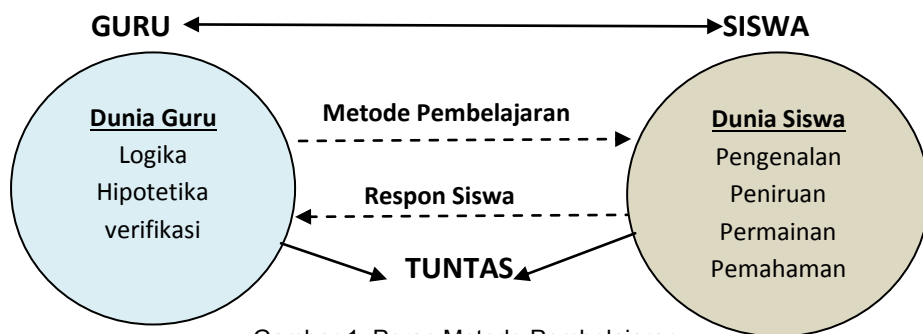 GURU SISWA
Dunia Guru
Logika
Hipotetika
verifikasi
Metode Pembelajaran
Respon Siswa
TUNTAS
Dunia Siswa
Pengenalan
Peniruan
Permainan
Pemahaman